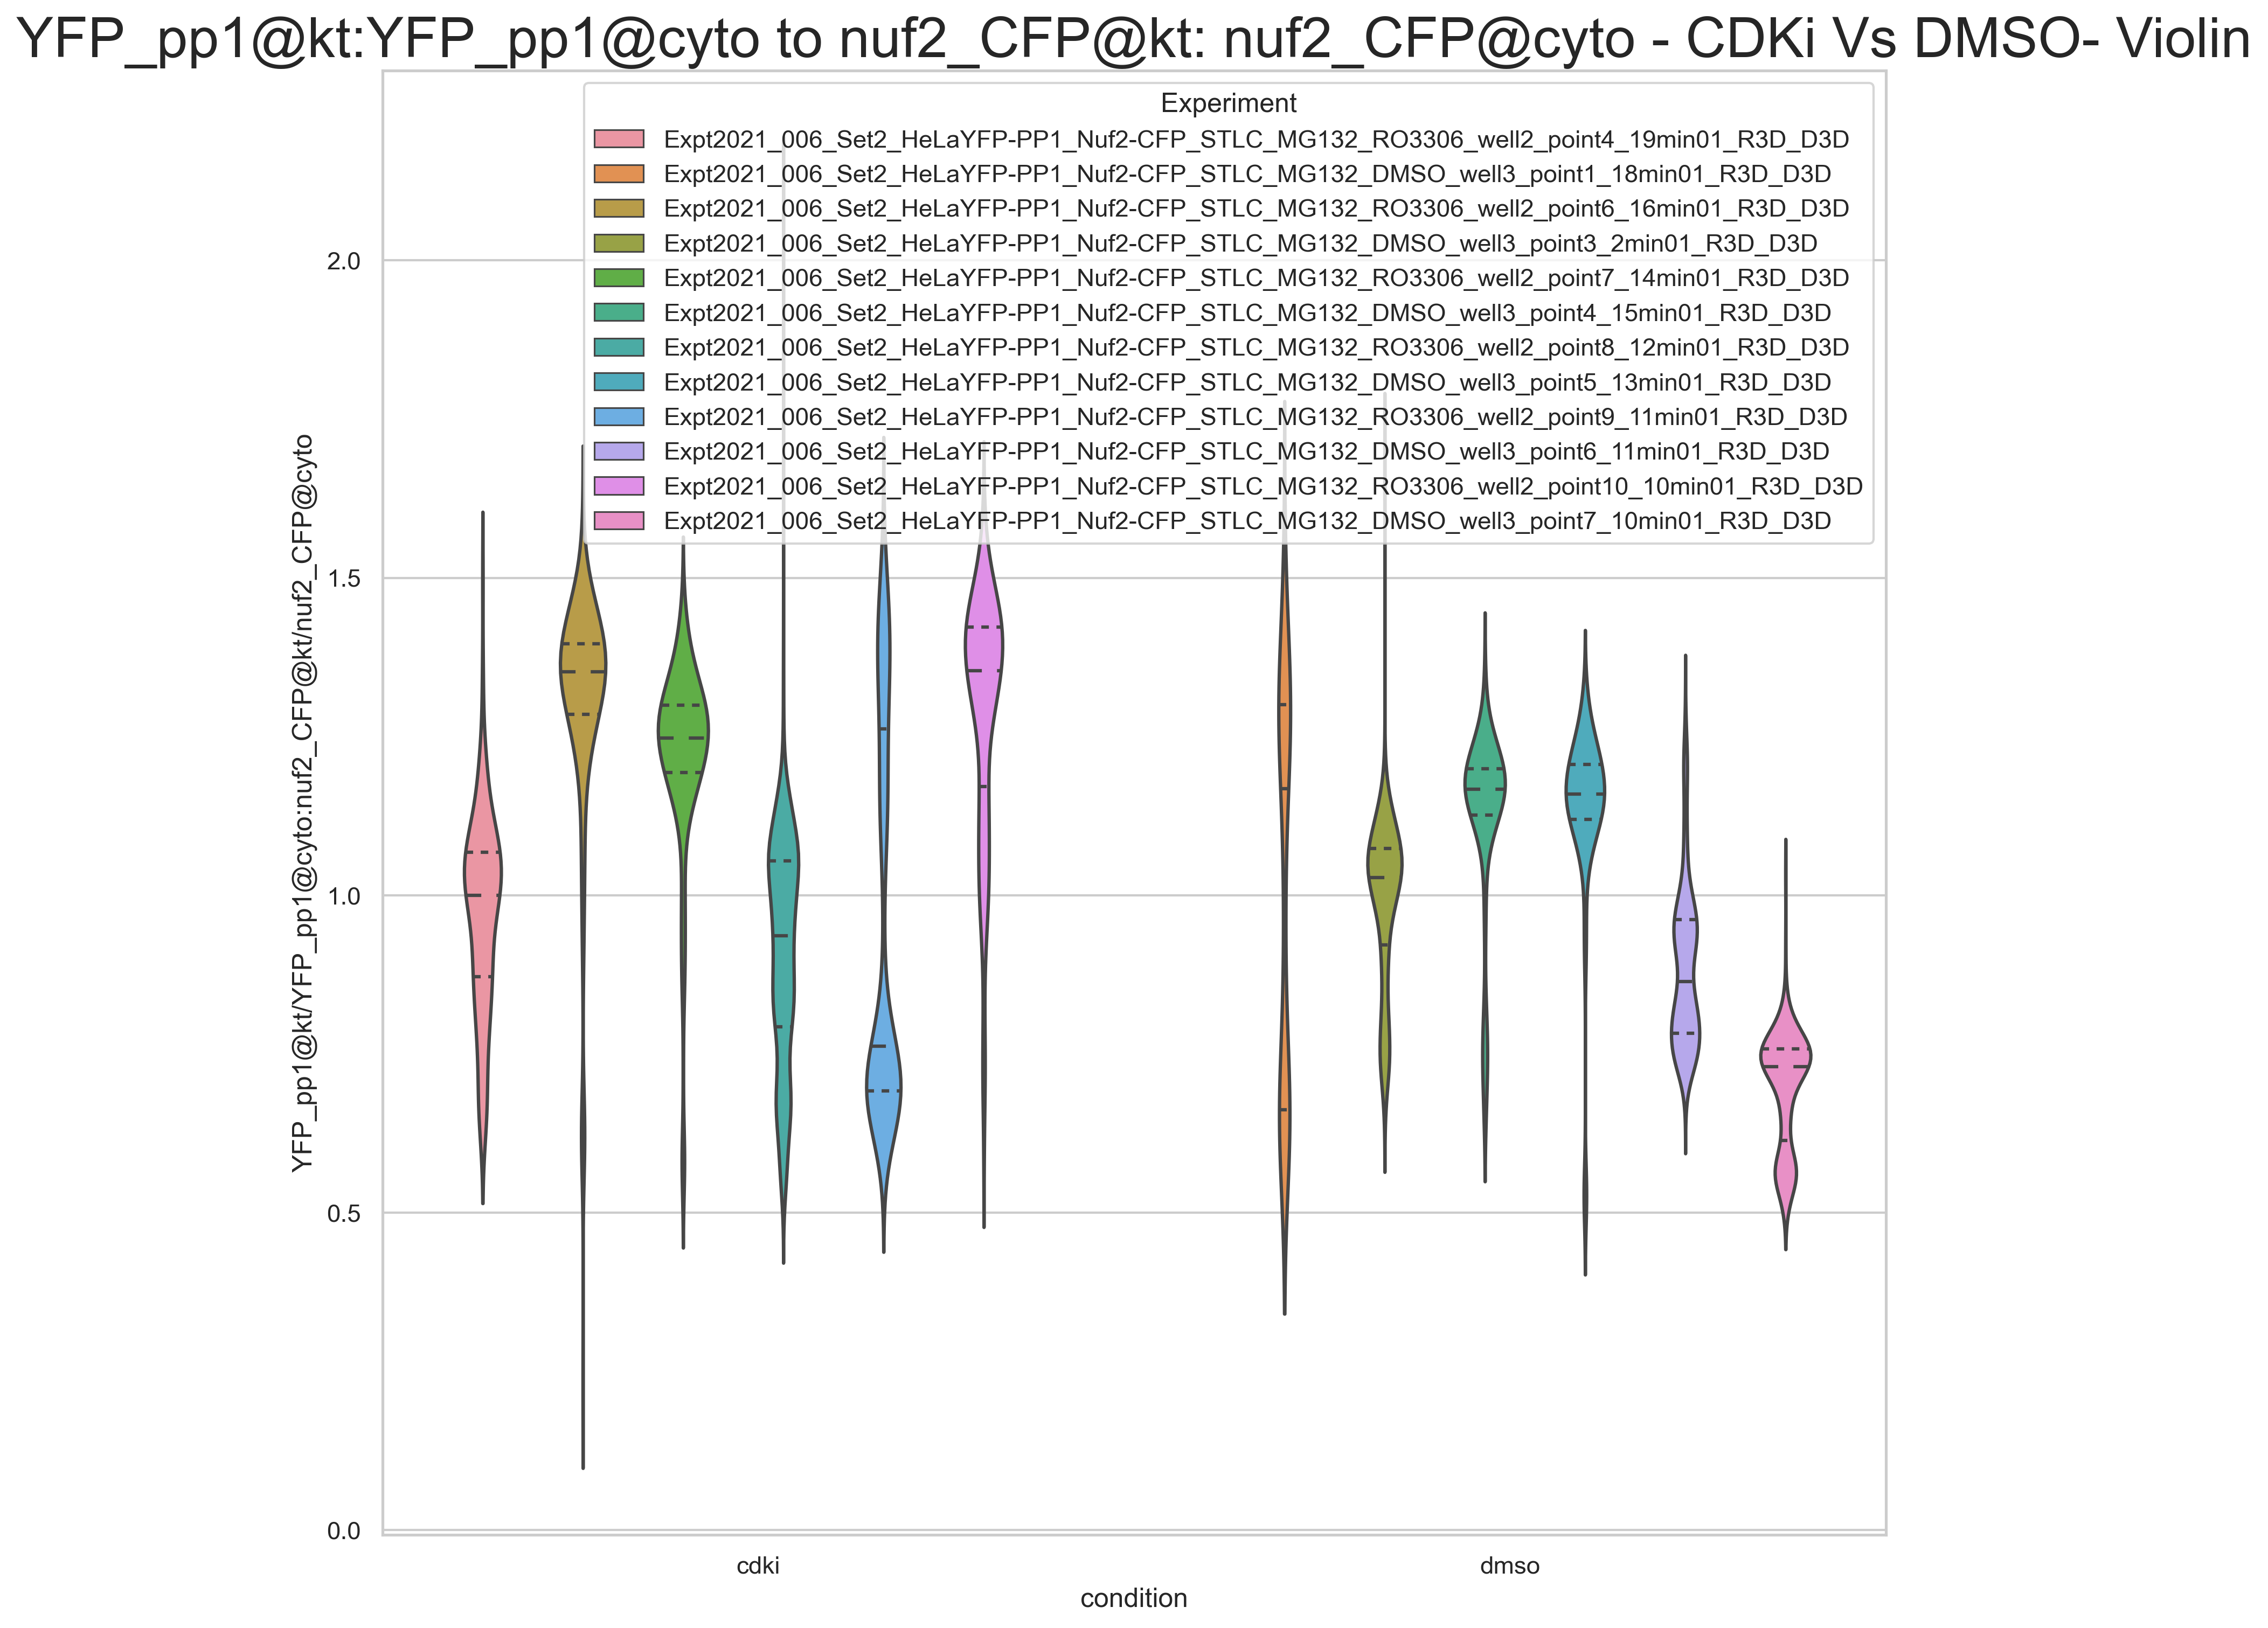 YFP_pp1@kt:YFP_pp1@cyto to nuf2_CFP@kt: nuf2_CFP@cyto - CDKi Vs DMSO- Violin
Experiment
Expt2021_006_Set2_HeLaYFP-PP1_Nuf2-CFP_STLC_MG132_RO3306_well2_point4_19min01_R3D_D3D
Expt2021_006_Set2_HeLaYFP-PP1_Nuf2-CFP_STLC_MG132_DMSO_well3_point1_18min01_R3D_D3D
Expt2021_006_Set2_HeLaYFP-PP1_Nuf2-CFP_STLC_MG132_RO3306_well2_point6_16min01_R3D_D3D
Expt2021_006_Set2_HeLaYFP-PP1_Nuf2-CFP_STLC_MG132_DMSO_well3_point3_2min01_R3D_D3D
Expt2021_006_Set2_HeLaYFP-PP1_Nuf2-CFP_STLC_MG132_RO3306_well2_point7_14min01_R3D_D3D
Expt2021_006_Set2_HeLaYFP-PP1_Nuf2-CFP_STLC_MG132_DMSO_well3_point4_15min01_R3D_D3D
Expt2021_006_Set2_HeLaYFP-PP1_Nuf2-CFP_STLC_MG132_RO3306_well2_point8_12min01_R3D_D3D
Expt2021_006_Set2_HeLaYFP-PP1_Nuf2-CFP_STLC_MG132_DMSO_well3_point5_13min01_R3D_D3D
Expt2021_006_Set2_HeLaYFP-PP1_Nuf2-CFP_STLC_MG132_RO3306_well2_point9_11min01_R3D_D3D
Expt2021_006_Set2_HeLaYFP-PP1_Nuf2-CFP_STLC_MG132_DMSO_well3_point6_11min01_R3D_D3D
Expt2021_006_Set2_HeLaYFP-PP1_Nuf2-CFP_STLC_MG132_RO3306_well2_point10_10min01_R3D_D3D
Expt2021_006_Set2_HeLaYFP-PP1_Nuf2-CFP_STLC_MG132_DMSO_well3_point7_10min01_R3D_D3D
YFP_pp1@kt/YFP_pp1@cyto:nuf2_CFP@kt/nuf2_CFP@cyto
2.0
1.5
1.0
0.5
0.0
cdki
dmso
condition